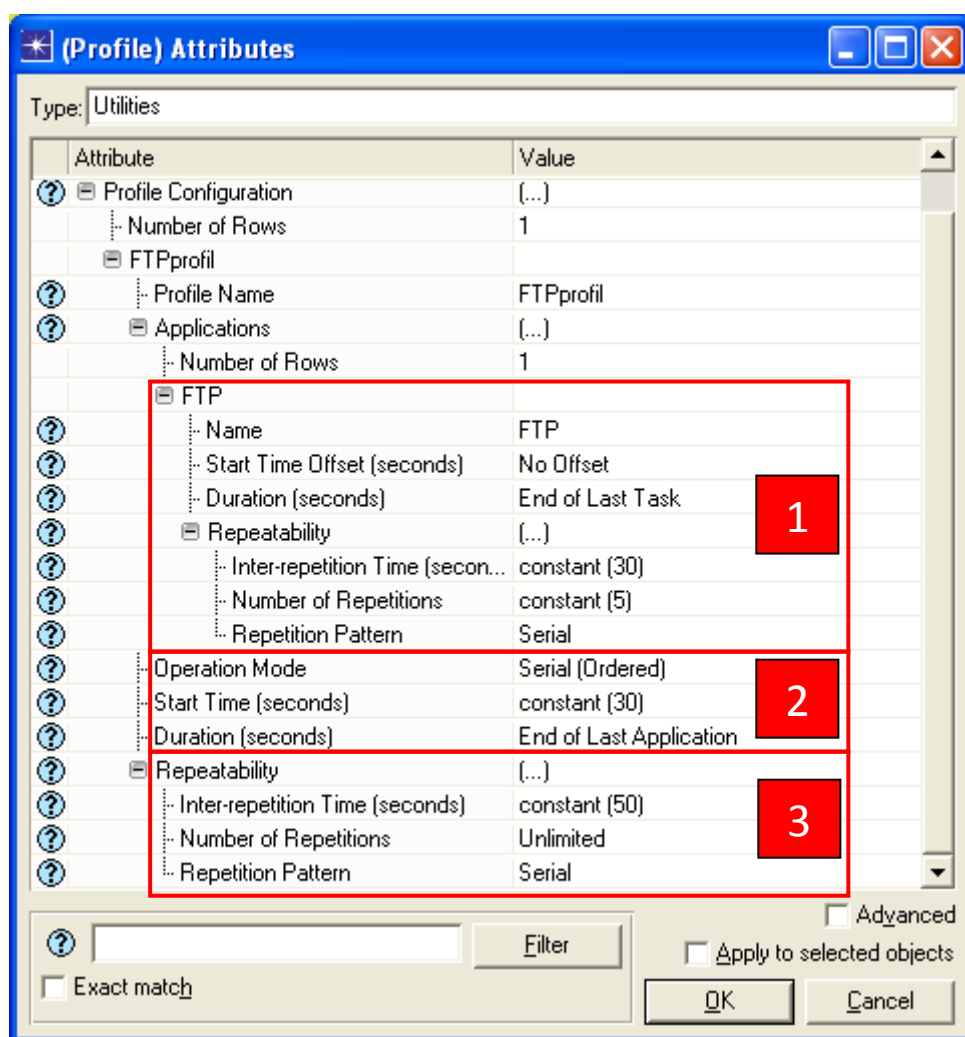 (Profile) Attributes
Type: Utilities
Attribute Value
Profile Configuration (...)
Number of Rows 1
FTPprofil
Profile Name FTPprofil
Applications (...)
Number of Rows 1
FTP
Name FTP
Start Time Offset (seconds) No Offset
Duration (seconds) End of Last Task
1
Repeatability (...)
Inter-repetition Time (secon... constant (30)
Number of Repetitions constant (5)
Repetition Pattern Serial
Operation Mode Serial (Ordered)
Start Time (seconds) constant (30)
2
Duration (seconds) End of Last Application
Repeatability (...)
Inter-repetition Time (seconds) constant (50)
3
Number of Repetitions Unlimited
Repetition Pattern Serial
Advanced
Filter
Apply to selected objects
Exact match
OK Cancel